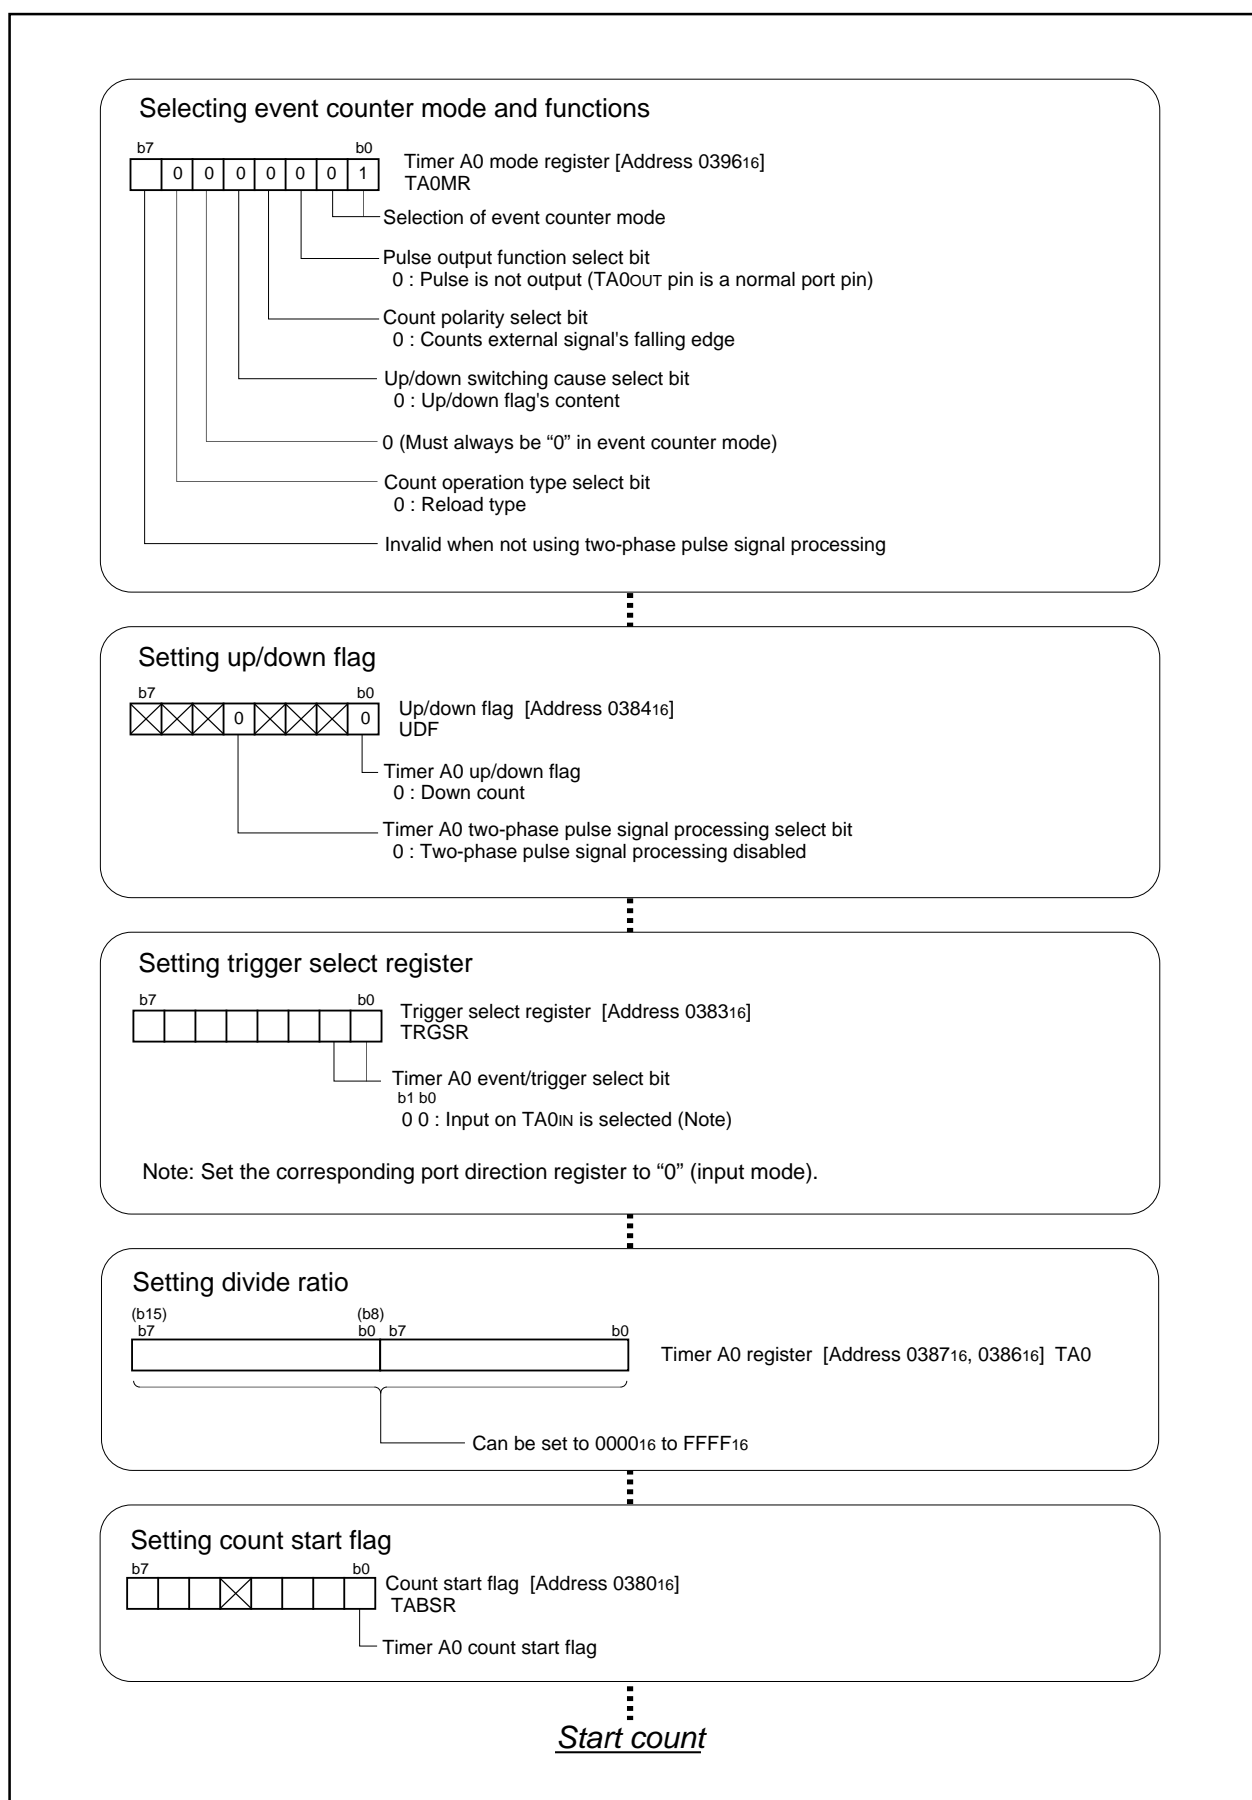 Selecting event counter mode and functions
b7 b0
0 0 0 0 0 0 1
Timer A0 mode register [Address 039616]
TA0MR
Selection of event counter mode
Pulse output function select bit
0 : Pulse is not output (TA0OUT pin is a normal port pin)
Count polarity select bit
0 : Counts external signal's falling edge
Up/down switching cause select bit
0 : Up/down flag's content
0 (Must always be “0” in event counter mode)
Count operation type select bit
0 : Reload type
Invalid when not using two-phase pulse signal processing
Setting up/down flag
b7 b0
0 0
Up/down flag [Address 038416]
UDF
Timer A0 up/down flag
0 : Down count
Timer A0 two-phase pulse signal processing select bit
0 : Two-phase pulse signal processing disabled
Setting trigger select register
b7 b0
Trigger select register [Address 038316]
TRGSR
Timer A0 event/trigger select bit
b1 b0
0 0 : Input on TA0IN is selected (Note)
Note: Set the corresponding port direction register to “0” (input mode).
Setting divide ratio
(b15) (b8)
b7 b0 b7 b0
Timer A0 register [Address 038716, 038616] TA0
Can be set to 000016 to FFFF16
Setting count start flag
b7 b0
Count start flag [Address 038016]
TABSR
Timer A0 count start flag
Start count